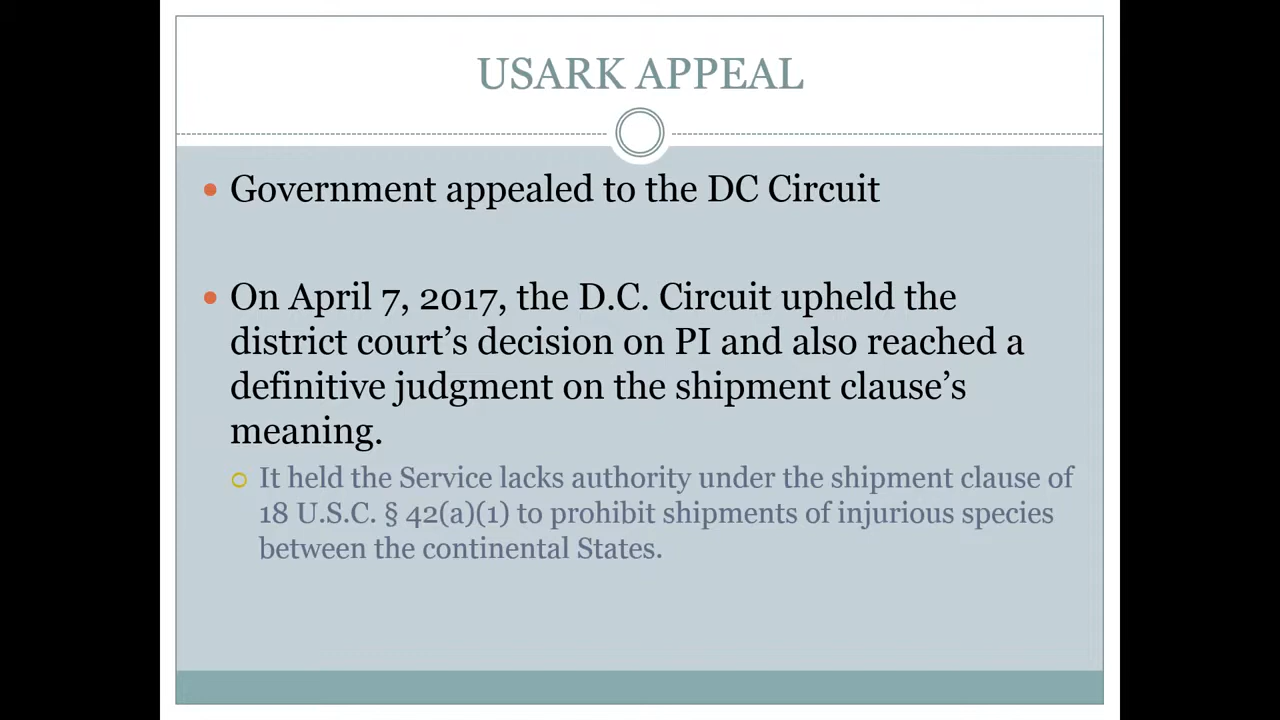 USARK APPEAL
Government appealed to the DC Circuit
On April 7, 2017, the D.C. Circuit upheld the
district court’s decision on PI and also reached a
definitive judgment on the shipment clause’s
meaning.
It held the Service lacks authority under the shipment clause of
18 U.S.C. § 42(a)(1) to prohibit shipments of injurious species
between the continental States.